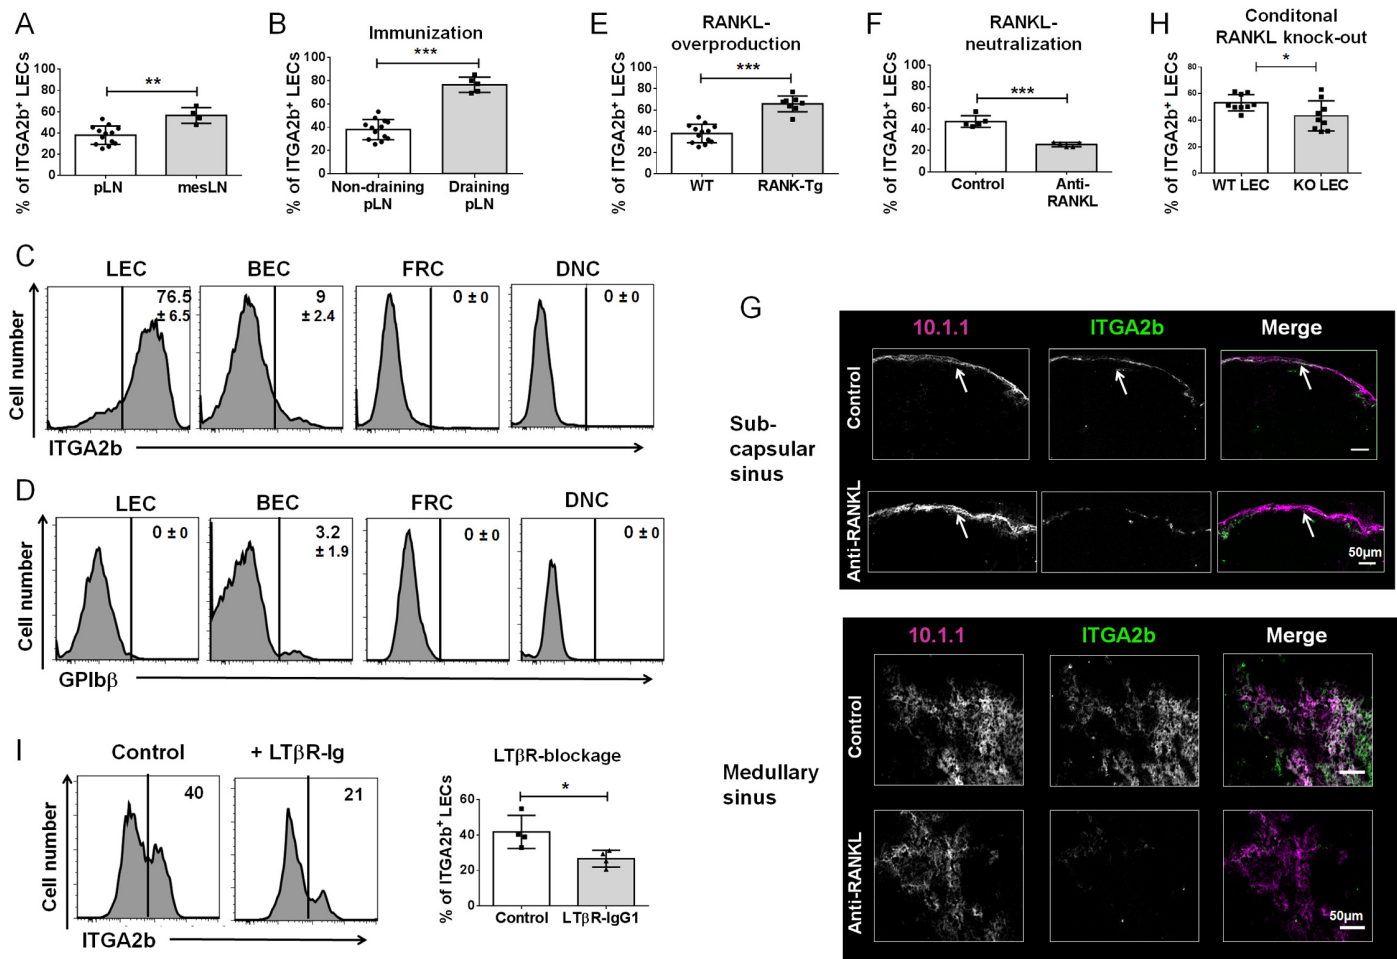 A
% of ITGA2b+ LECs
100
80
60
40
20
0
**
pLN
mesLN
B
Immunization
% of ITGA2b+ LECs
100
80
60
40
20
0
***
Non-draining
pLN
Draining
pLN
E
RANKL-
overproduction
% of ITGA2b+ LECs
100
80
60
40
20
0
***
WT
RANK-Tg
F
RANKL-
neutralization
% of ITGA2b+ LECs
100
80
60
40
20
0
***
Control
Anti-
RANKL
H
Conditonal
RANKL knock-out
% of ITGA2b+ LECs
80
60
40
20
0
*
WT LEC
KO LEC
C
LEC
BEC
FRC
DNC
Cell number
76.5
± 6.5
9
± 2.4
0 ± 0
0 ± 0
ITGA2b
D
LEC
BEC
FRC
DNC
Cell number
0 ± 0
3.2
± 1.9
0 ± 0
0 ± 0
GPIbβ
G
Sub-
capsular
sinus
10.1.1
ITGA2b
Merge
Control
Anti-RANKL
50µm
Medullary
sinus
10.1.1
ITGA2b
Merge
Control
Anti-RANKL
50µm
I
Control
+ LTβR-Ig
Cell number
40
21
ITGA2b
LTβR-blockage
% of ITGA2b+ LECs
60
40
20
0
*
Control
LTβR-IgG1